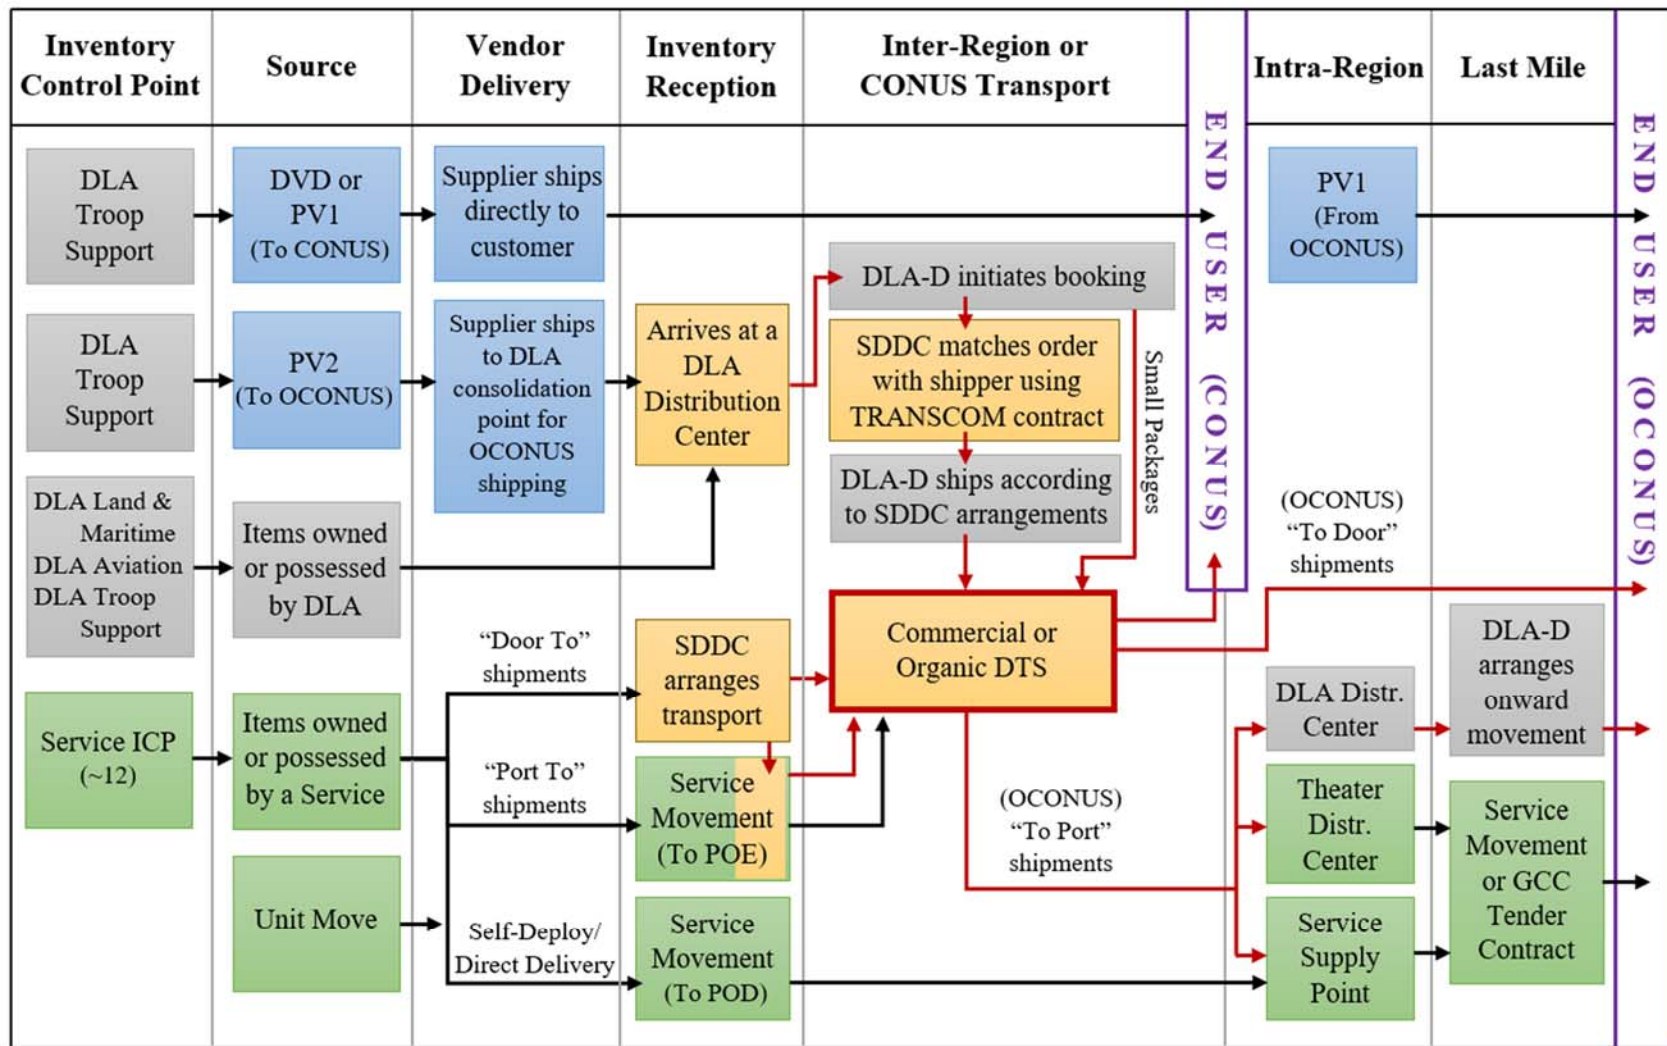 Inventory
Control Point
Source
Vendor
Delivery
Inventory
Reception
Inter-Region or
CONUS Transport
END USER (CONUS)
Intra-Region
Last Mile
END USER (OCONUS)
DLA
Troop
Support
DVD or
PV1
(To CONUS)
Supplier ships
directly to
customer
PV1
(From
OCONUS)
DLA
Troop
Support
PV2
(To OCONUS)
Supplier ships
to DLA
consolidation
point for
OCONUS
shipping
Arrives at a
DLA
Distribution
Center
DLA-D initiates booking
SDDC matches order
with shipper using
TRANSCOM contract
DLA-D ships according
to SDDC arrangements
Small Packages
DLA Land &
Maritime
DLA Aviation
DLA Troop
Support
Items owned
or possessed
by DLA
(OCONUS)
“To Door”
shipments
“Door To”
shipments
SDDC
arranges
transport
Commercial or
Organic DTS
DLA Distr.
Center
DLA-D
arranges
onward
movement
Service ICP
(~12)
Items owned
or possessed
by a Service
“Port To”
shipments
Service
Movement
(To POE)
(OCONUS)
“To Port”
shipments
Theater
Distr.
Center
Service
Movement
or GCC
Tender
Contract
Unit Move
Self-Deploy/
Direct Delivery
Service
Movement
(To POD)
Service
Supply
Point